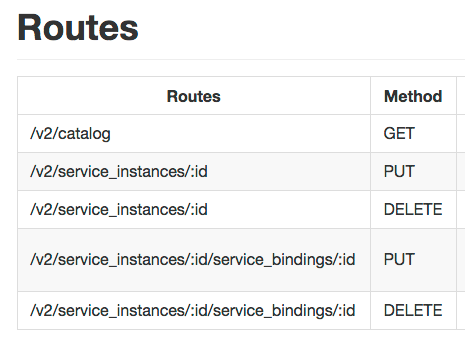 Routes
Routes Method
/v2/catalog GET
/v2/service_instances/:id PUT
/v2/service_instances/:id DELETE
/v2/service_instances/:id/service_bindings/:id PUT
/v2/service_instances/:id/service_bindings/:id DELETE